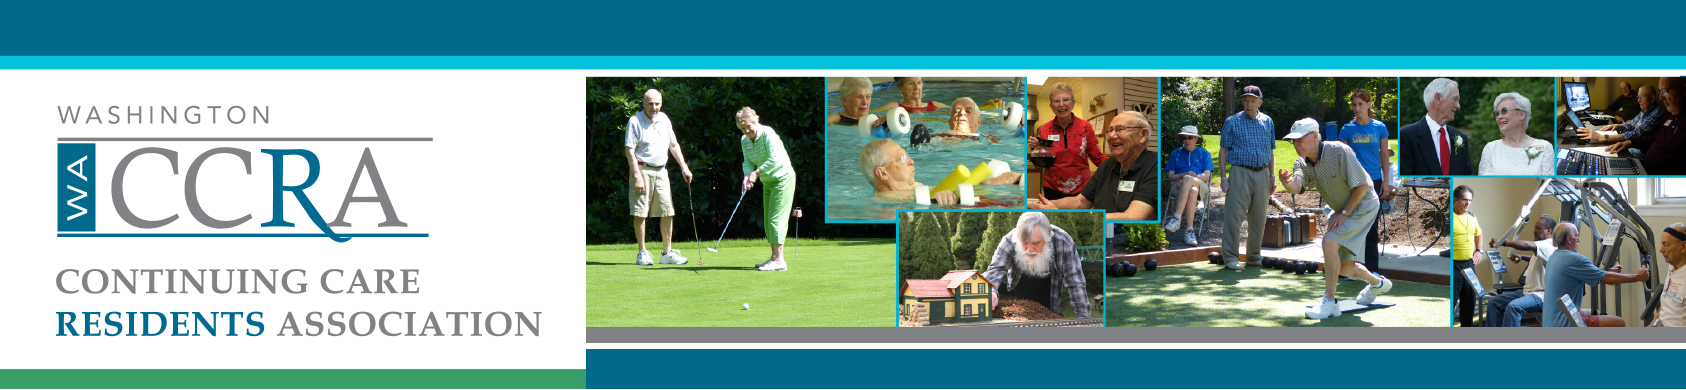 WASHINGTON
WA CCRA
CONTINUING CARE
RESIDENTS ASSOCIATION